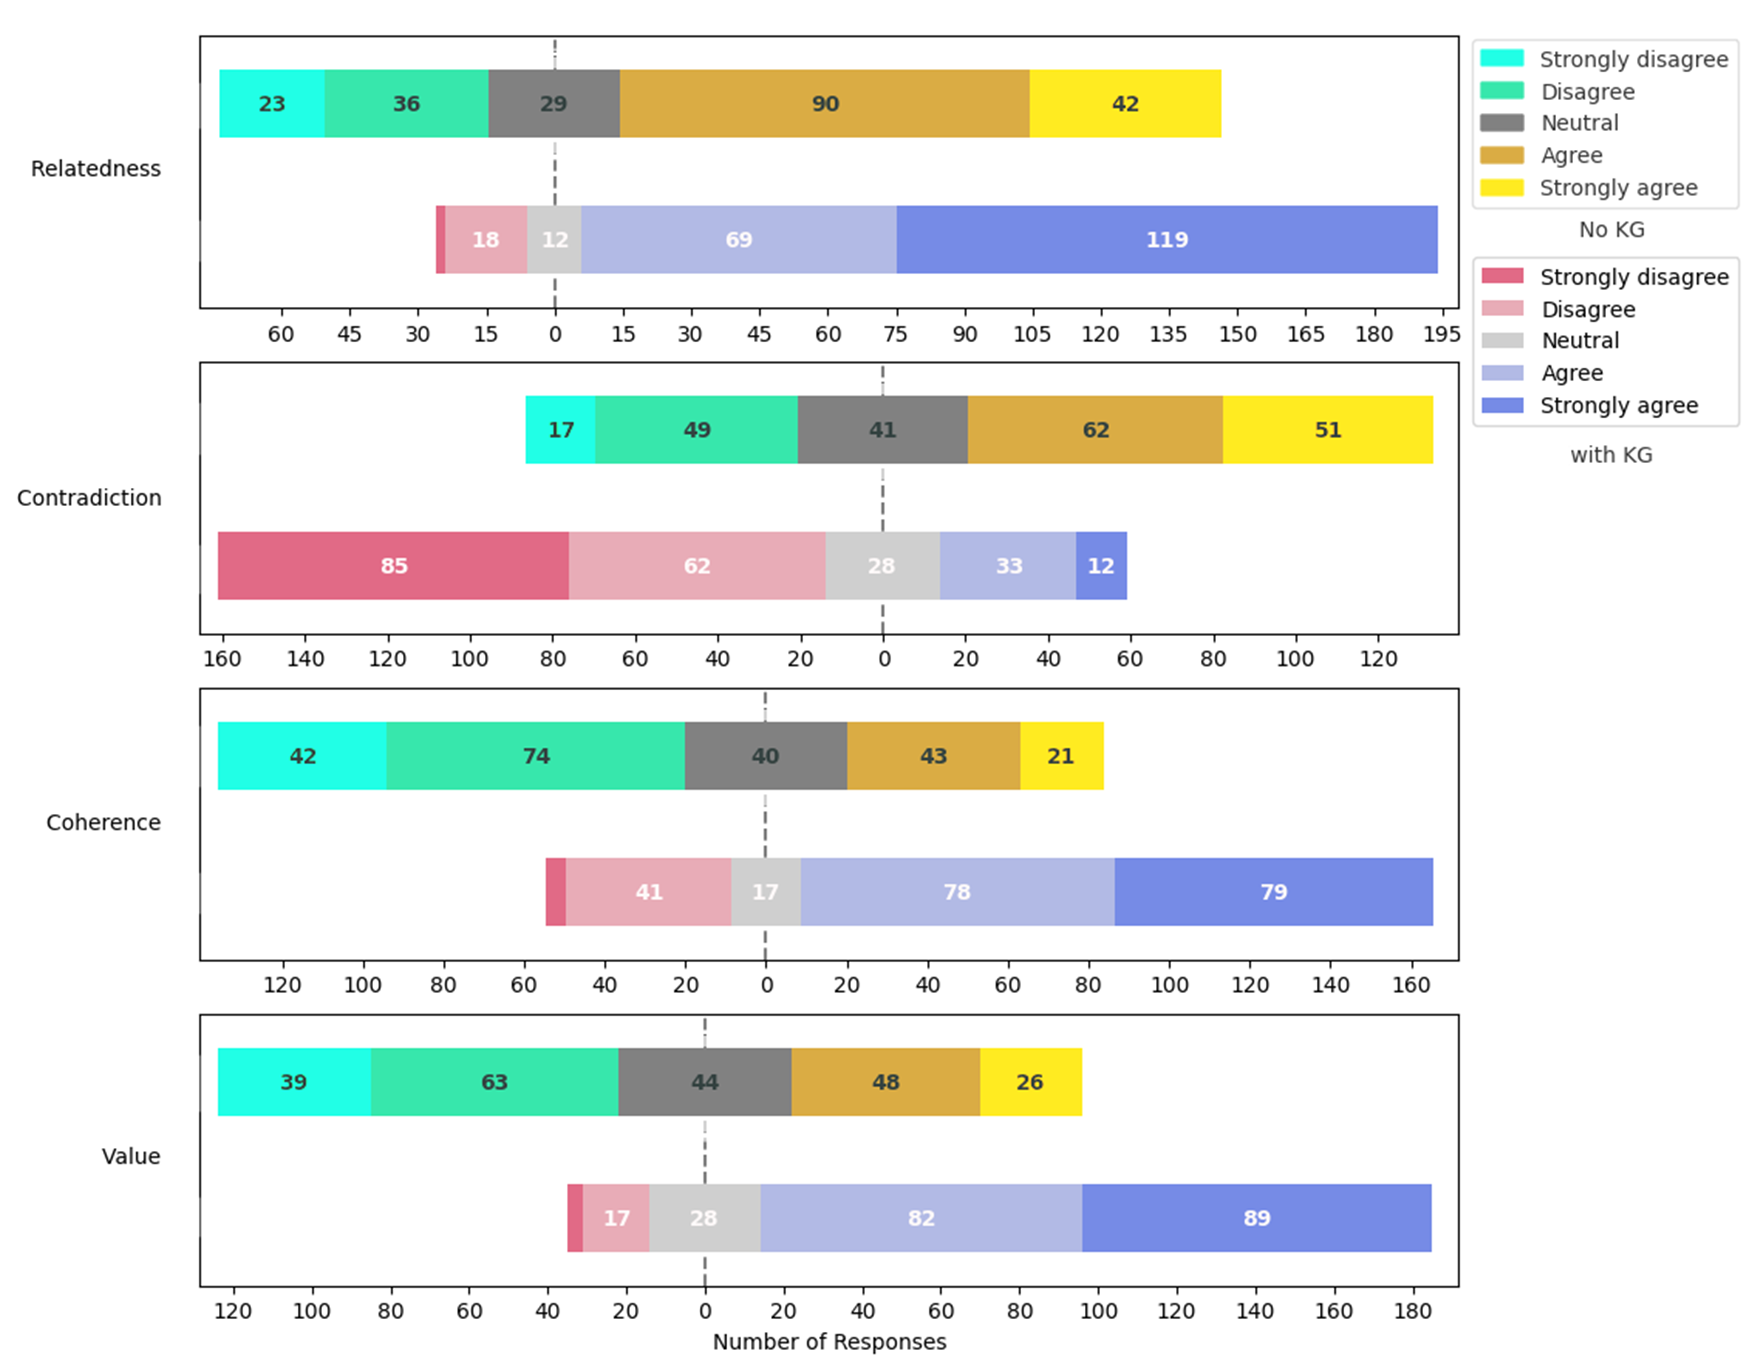 23 36 29 90 42
Relatedness
18 12 69 119
60 45 30 15 0 15 30 45 60 75 90 105 120 135 150 165 180 195
17 49 41 62 51
Contradiction
85 62 28 33 12
160 140 120 100 80 60 40 20 0 20 40 60 80 100 120
42 74 40 43 21
Coherence
41 17 78 79
120 100 80 60 40 20 0 20 40 60 80 100 120 140 160
39 63 44 48 26
Value
17 28 82 89
120 100 80 60 40 20 0 20 40 60 80 100 120 140 160 180
Number of Responses
Strongly disagree
Disagree
Neutral
Agree
Strongly agree
No KG
Strongly disagree
Disagree
Neutral
Agree
Strongly agree
with KG